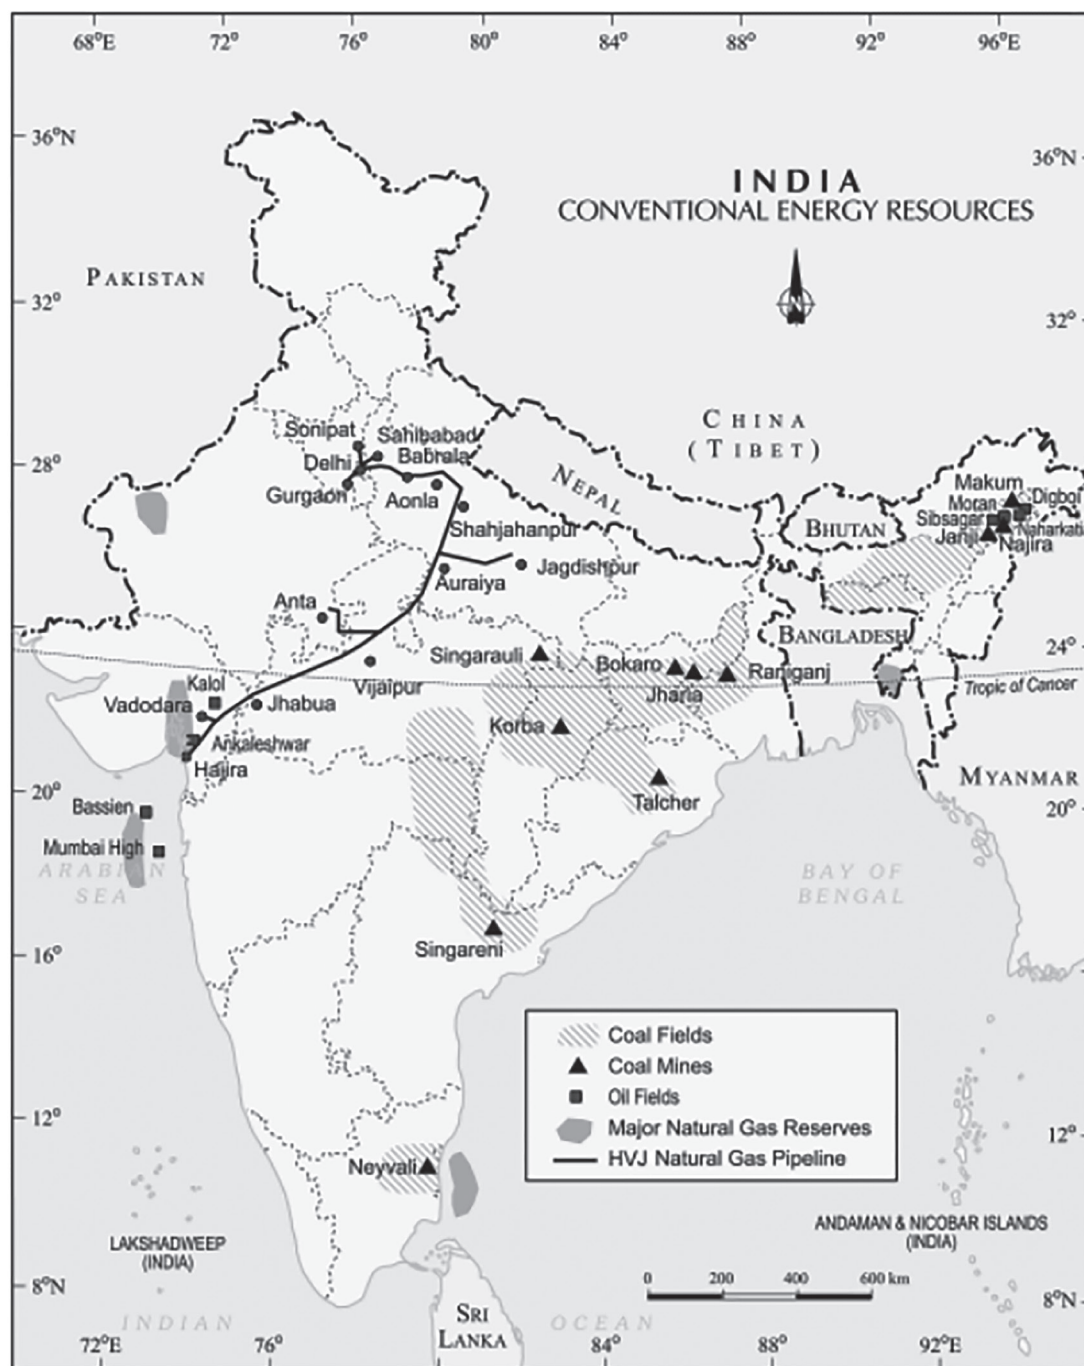 68°E 72° 76° 80° 84° 88° 92° 96°E
36°N
36°N
INDIA
CONVENTIONAL ENERGY RESOURCES
PAKISTAN
32°
32°
CHINA
(TIBET)
Sonipat
Sahibabad
Delhi
Babrala
28°
Gurgaon
Aonla
NEPAL
Makum
Digboi
Moran
Sibsagar
Naharkati
Janji
Najira
BHUTAN
Shahjahanpur
Jagdishpur
Auraiya
Anta
BANGLADESH
24°
Singarauli
Bokaro
Raniganj
Jharia
Tropic of Cancer
Vijaipur
Kalol
Vadodara
Jhabua
Korba
Ankaleshwar
Hajira
MYANMAR
20°
20°
Talcher
Bassien
Mumbai High
ARABIAN
SEA
BAY OF
BENGAL
16°
Singareni
Coal Fields
Coal Mines
Oil Fields
Major Natural Gas Reserves
HVJ Natural Gas Pipeline
12°
12°
Neyvali
LAKSHADWEEP
(INDIA)
ANDAMAN & NICOBAR ISLANDS
(INDIA)
0 200 400 600 km
8°N
8°N
INDIAN
OCEAN
SRI
LANKA
72°E 76° 84° 88° 92°E